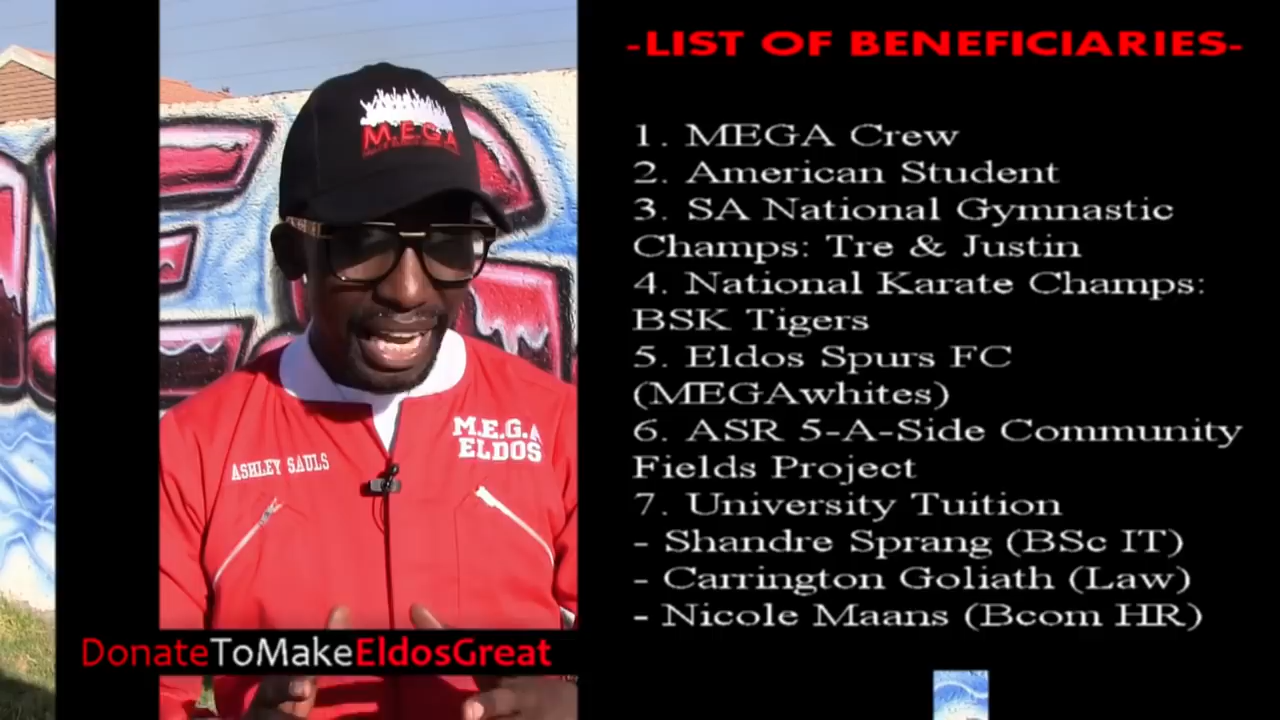 -LIST OF BENEFICIARIES-
M.E.G.A
1. MEGA Crew
2. American Student
3. SA National Gymnastic
Champs: Tre & Justin
4. National Karate Champs:
BSK Tigers
5. Eldos Spurs FC
(MEGAwhites)
6. ASR 5-A-Side Community
Fields Project
7. University Tuition
- Shandre Sprang (BSc IT)
- Carrington Goliath (Law)
- Nicole Maans (Bcom HR)
M.E.G.A
ELDOS
ASHLEY SAULS
DonateToMakeEldosGreat